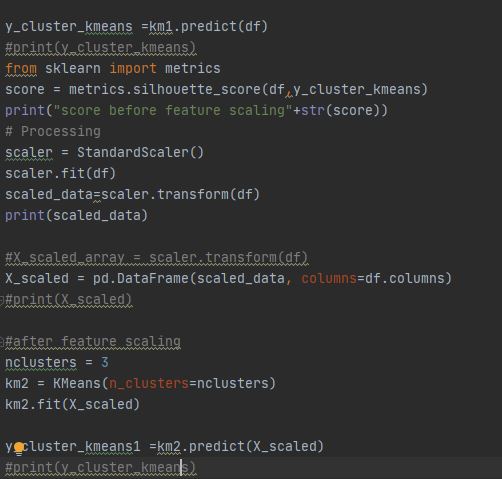 y_cluster_kmeans =km1.predict(df)
#print(y_cluster_kmeans)
from sklearn import metrics
score = metrics.silhouette_score(df,y_cluster_kmeans)
print("score before feature scaling"+str(score))
# Processing
scaler = StandardScaler()
scaler.fit(df)
scaled_data=scaler.transform(df)
print(scaled_data)
#X_scaled_array = scaler.transform(df)
X_scaled = pd.DataFrame(scaled_data, columns=df.columns)
#print(X_scaled)
#after feature scaling
nclusters = 3
km2 = KMeans(n_clusters=nclusters)
km2.fit(X_scaled)
y_cluster_kmeans1 =km2.predict(X_scaled)
#print(y_cluster_kmeans)